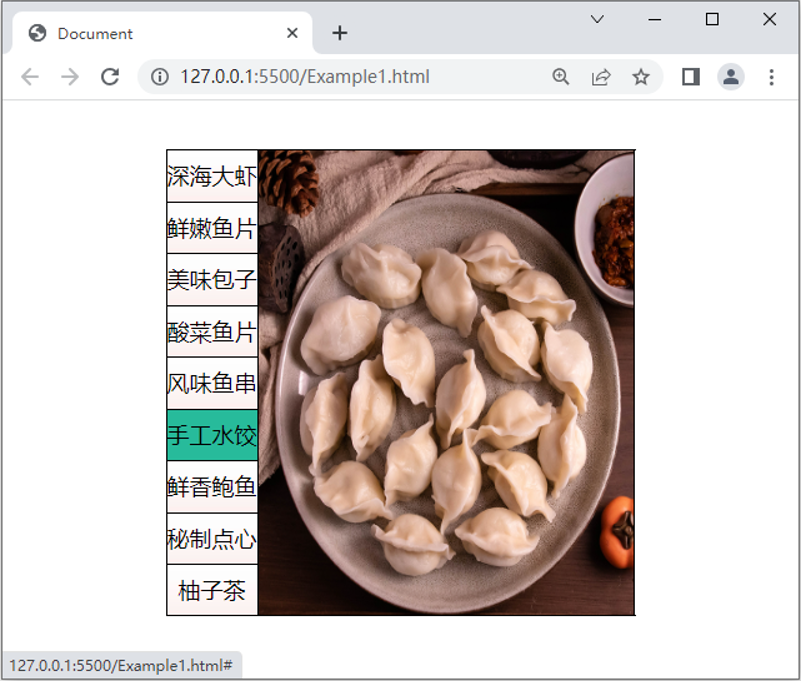 Document
127.0.0.1:5500/Example1.html
深海大虾
鲜嫩鱼片
美味包子
酸菜鱼片
风味鱼串
手工水饺
鲜香鲍鱼
秘制点心
柚子茶
127.0.0.1:5500/Example1.html#